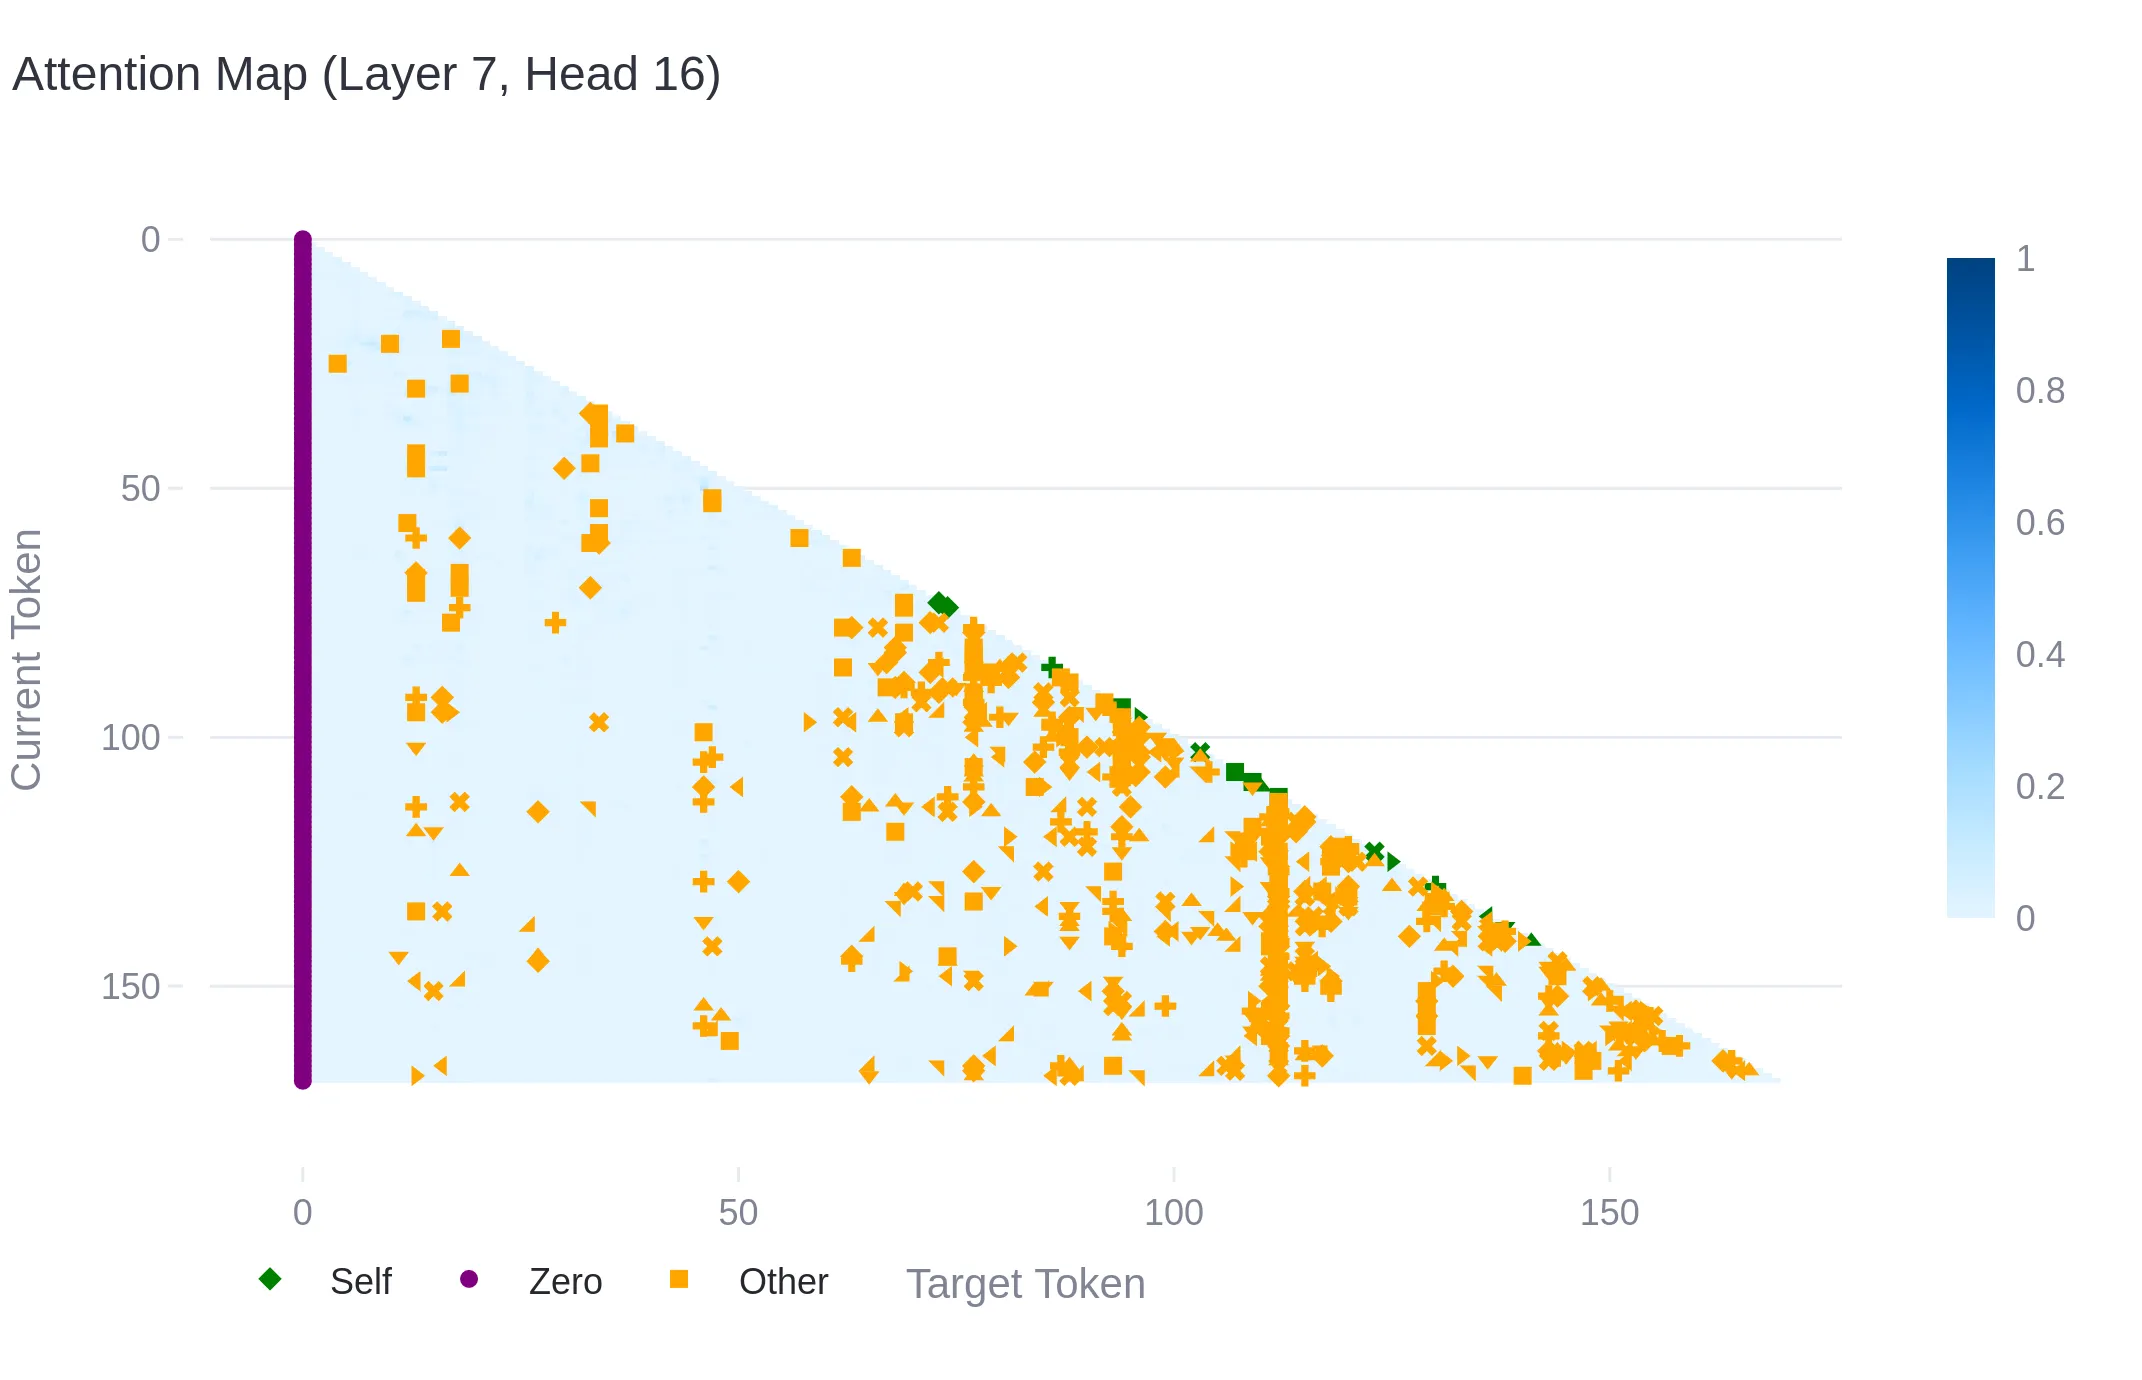 Attention Map (Layer 7, Head 16)
0
50
100
150
Current Token
1
0.8
0.6
0.4
0.2
0
0 50 100 150
Self Zero Other Target Token